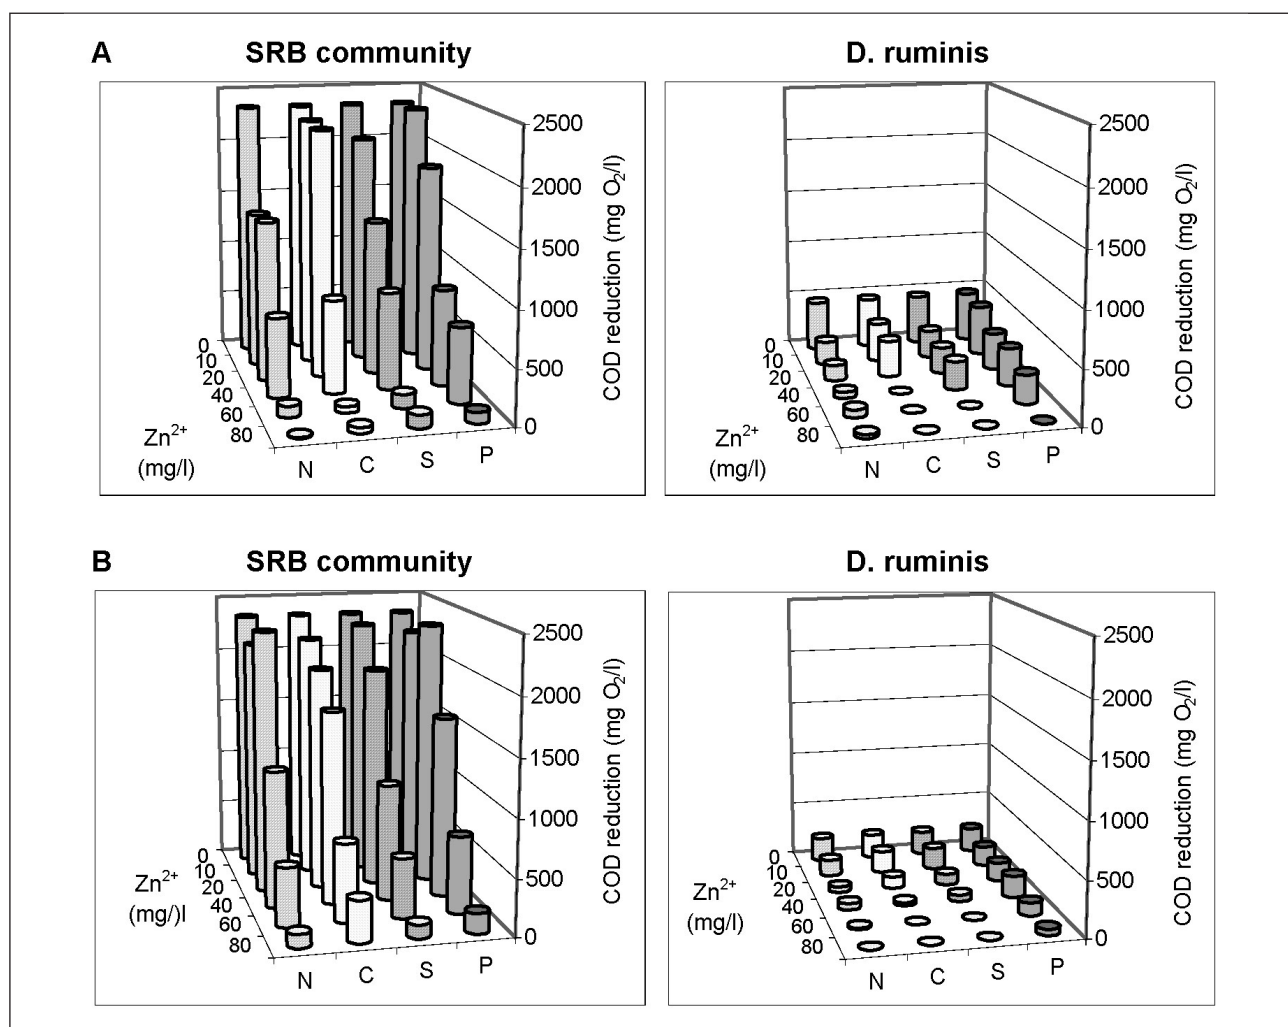 A
SRB community
D. ruminis
2500
2000
1500
1000
500
0
COD reduction (mg O₂/l)
0
10
20
40
60
80
Zn²⁺
(mg/l)
N C S P
2500
2000
1500
1000
500
0
COD reduction (mg O₂/l)
0
10
20
40
60
80
Zn²⁺
(mg/l)
N C S P
B
SRB community
D. ruminis
2500
2000
1500
1000
500
0
COD reduction (mg O₂/l)
0
10
20
40
60
80
Zn²⁺
(mg/)l
N C S P
2500
2000
1500
1000
500
0
COD reduction (mg O₂/l)
0
10
20
40
60
80
Zn²⁺
(mg/l)
N C S P